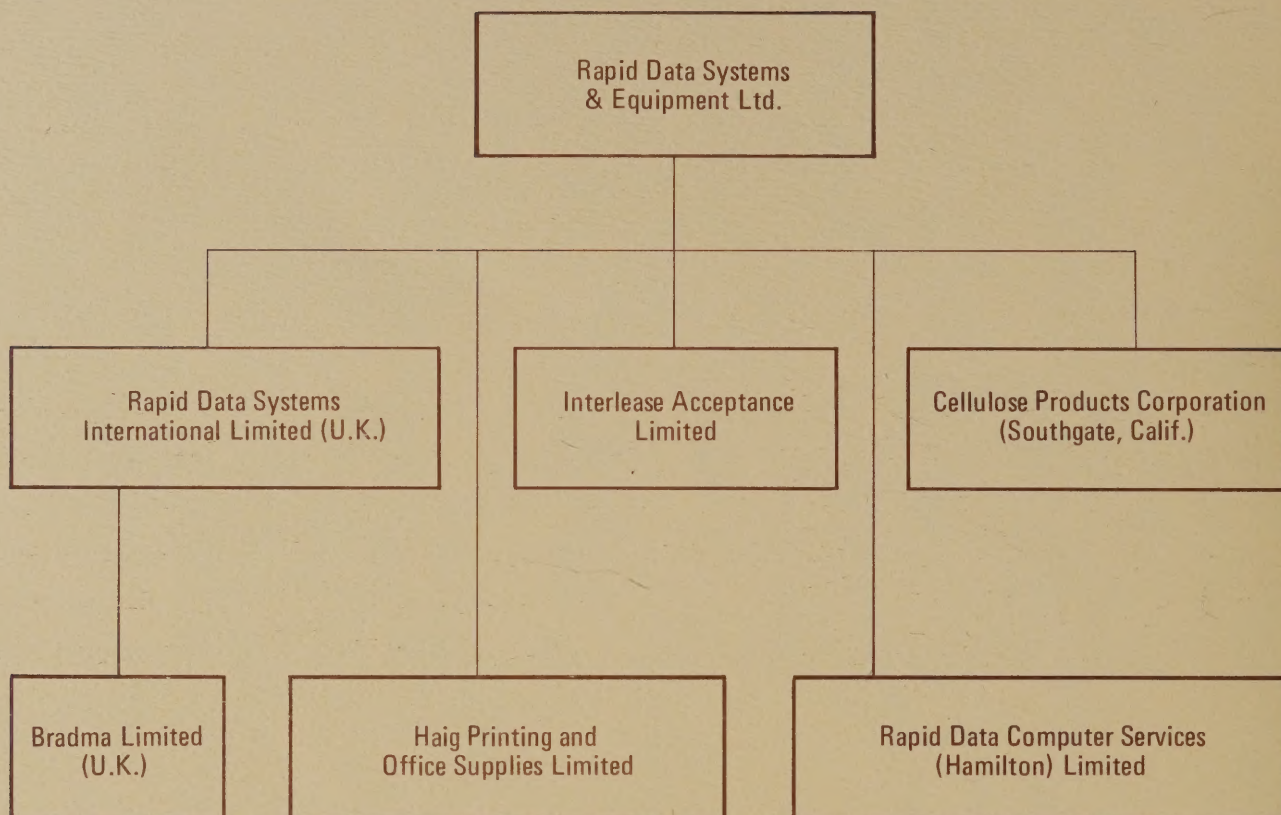 Rapid Data Systems
& Equipment Ltd.
Rapid Data Systems
International Limited (U.K.)
Interlease Acceptance
Limited
Cellulose Products Corporation
(Southgate, Calif.)
Bradma Limited
(U.K.)
Haig Printing and
Office Supplies Limited
Rapid Data Computer Services
(Hamilton) Limited